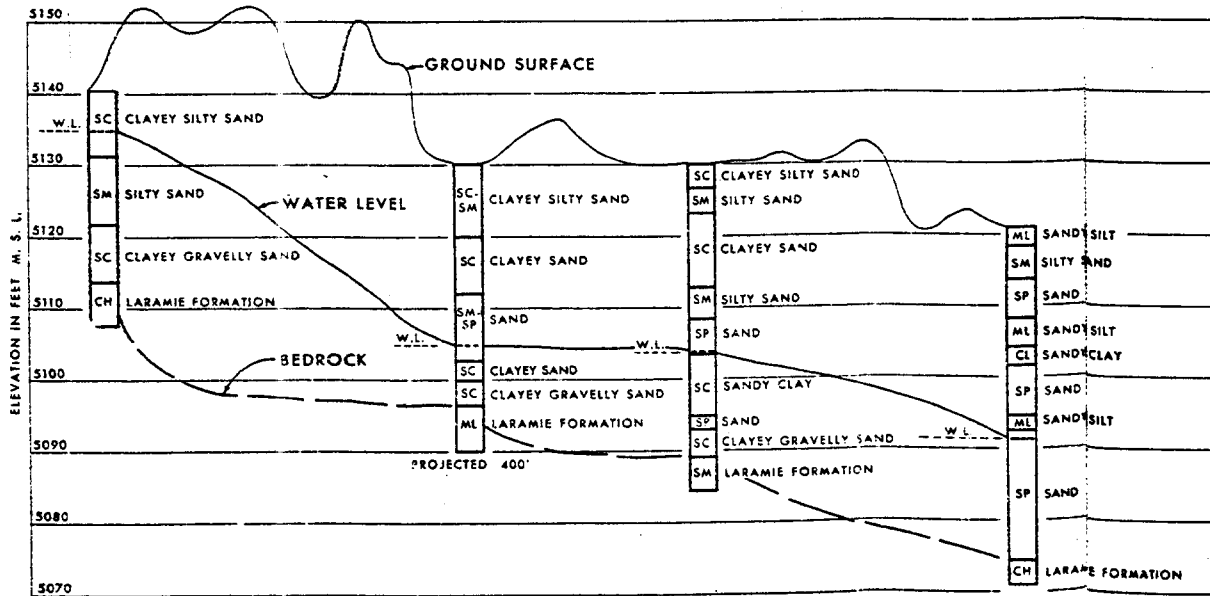 5150
5140
5130
5120
5110
5100
5090
5080
5070
ELEVATION IN FEET M. S. L.
GROUND SURFACE
WATER LEVEL
BEDROCK
W.L.
SC CLAYEY SILTY SAND
SM SILTY SAND
SC CLAYEY GRAVELLY SAND
CH LARAMIE FORMATION
SC-SM CLAYEY SILTY SAND
SC CLAYEY SAND
SM-SP SAND
W.L.
SC CLAYEY SAND
SC CLAYEY GRAVELLY SAND
ML LARAMIE FORMATION
PROJECTED 400'
SC CLAYEY SILTY SAND
SM SILTY SAND
SC CLAYEY SAND
SM SILTY SAND
SP SAND
W.L.
SC SANDY CLAY
SP SAND
SC CLAYEY GRAVELLY SAND
SM LARAMIE FORMATION
ML SANDY SILT
SM SILTY SAND
SP SAND
ML SANDY SILT
CL SANDY CLAY
SP SAND
ML SANDY SILT
W.L.
SP SAND
CH LARAMIE FORMATION